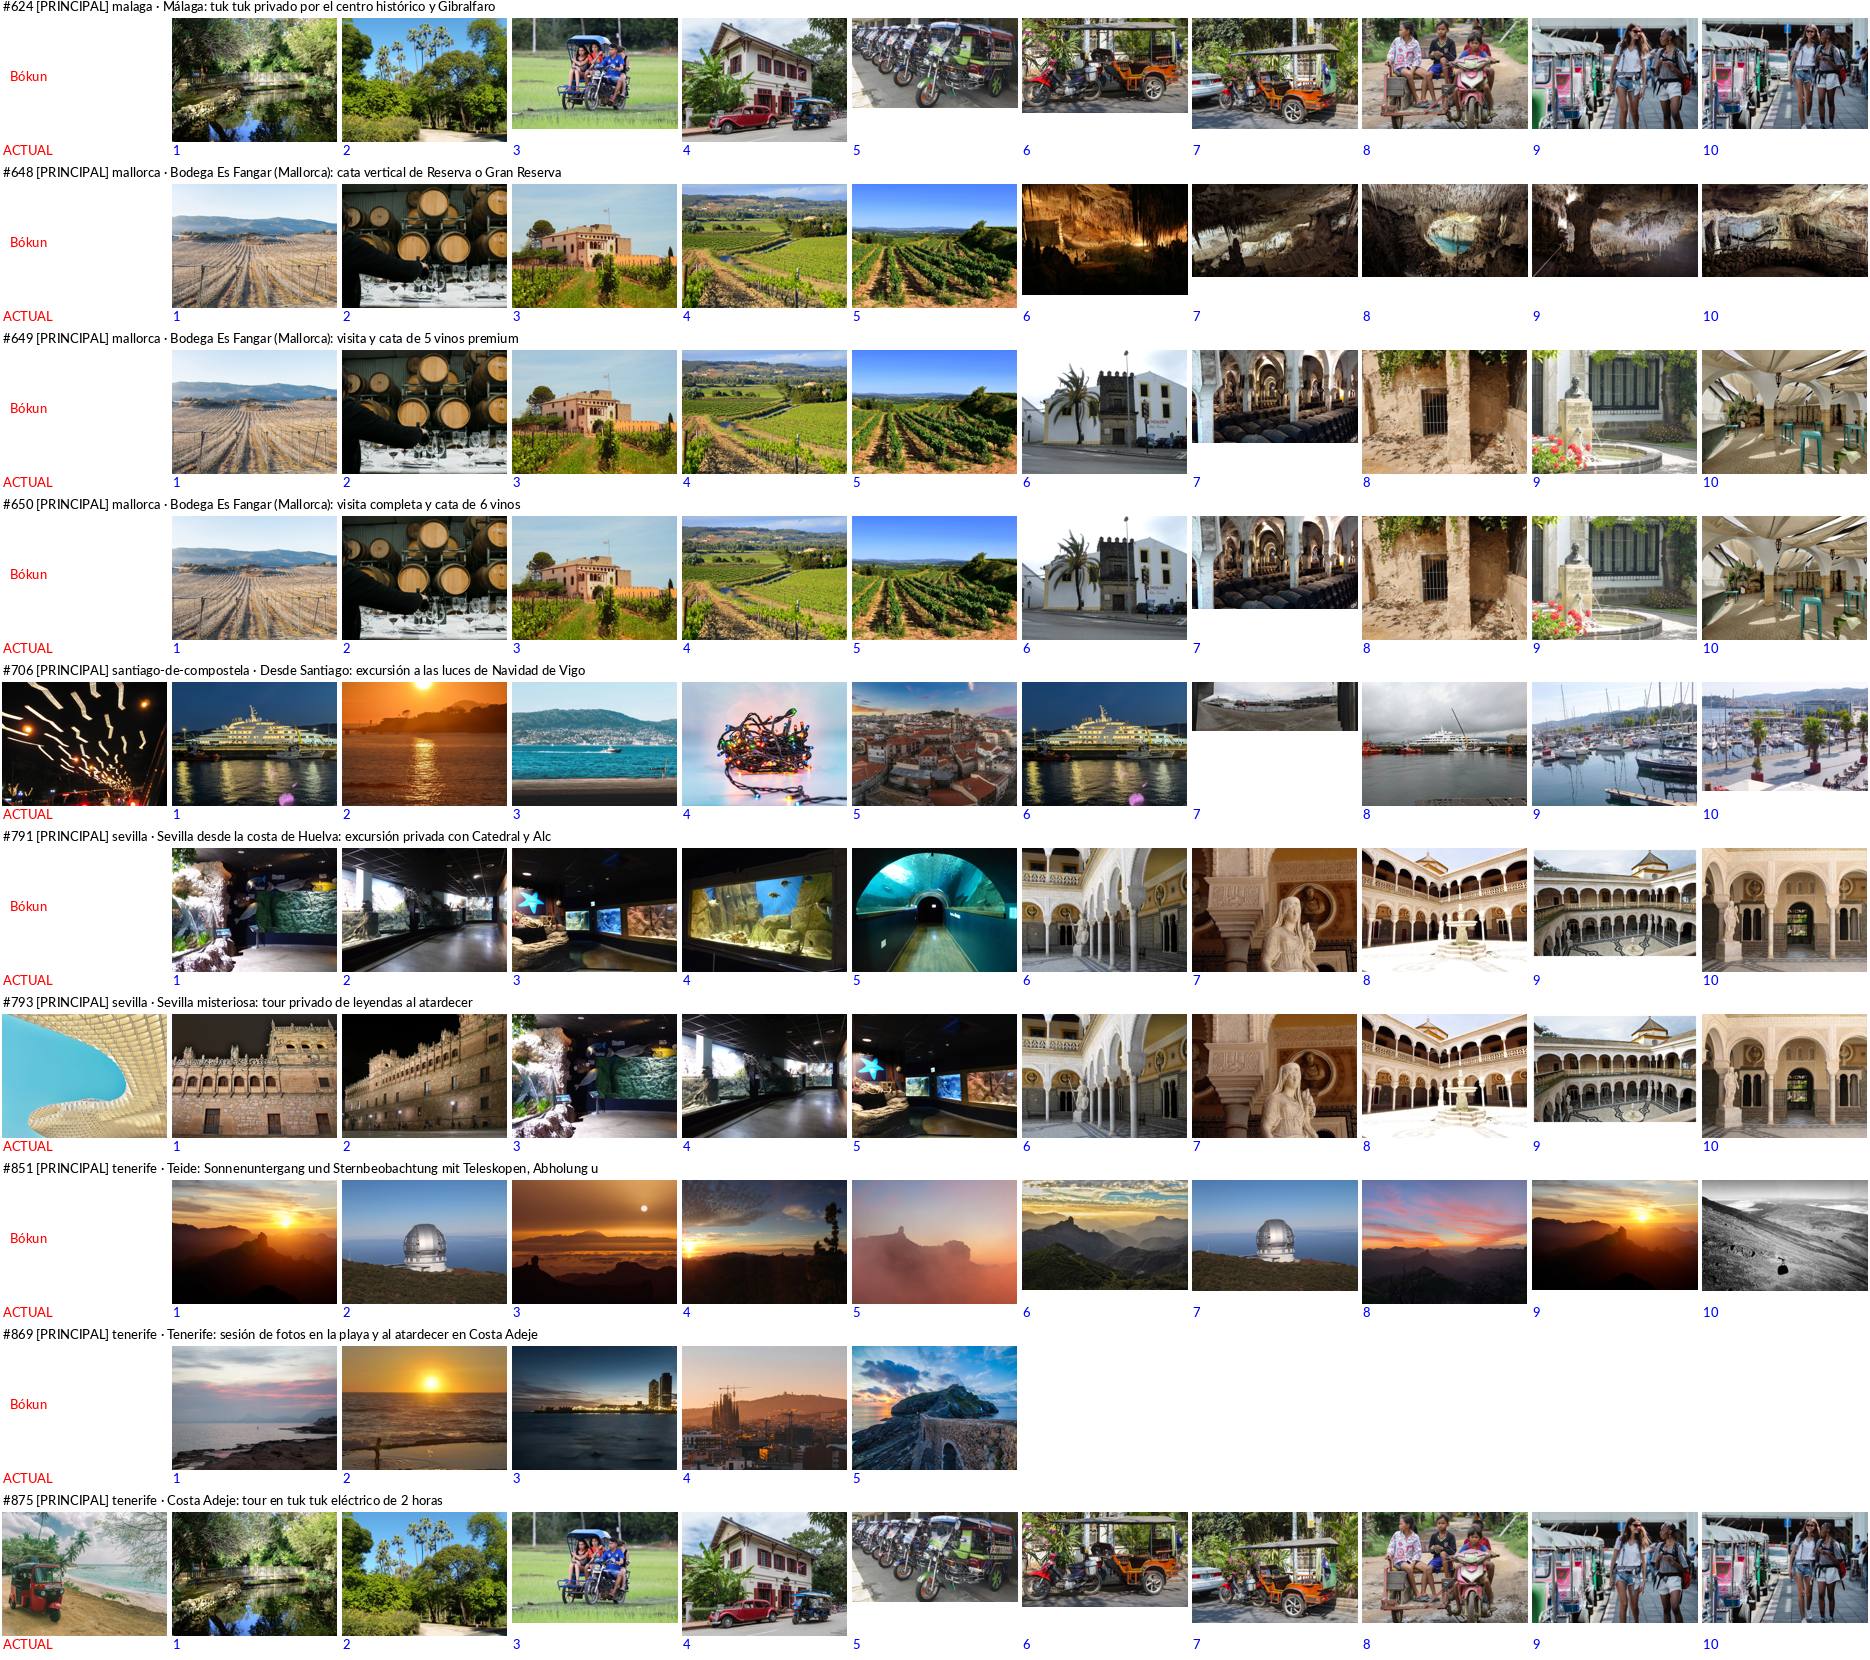 #624 [PRINCIPAL] malaga · Málaga: tuk tuk privado por el centro histórico y Gibralfaro
Bókun
ACTUAL 1 2 3 4 5 6 7 8 9 10
#648 [PRINCIPAL] mallorca · Bodega Es Fangar (Mallorca): cata vertical de Reserva o Gran Reserva
Bókun
ACTUAL 1 2 3 4 5 6 7 8 9 10
#649 [PRINCIPAL] mallorca · Bodega Es Fangar (Mallorca): visita y cata de 5 vinos premium
Bókun
ACTUAL 1 2 3 4 5 6 7 8 9 10
#650 [PRINCIPAL] mallorca · Bodega Es Fangar (Mallorca): visita completa y cata de 6 vinos
Bókun
ACTUAL 1 2 3 4 5 6 7 8 9 10
#706 [PRINCIPAL] santiago-de-compostela · Desde Santiago: excursión a las luces de Navidad de Vigo
ACTUAL 1 2 3 4 5 6 7 8 9 10
#791 [PRINCIPAL] sevilla · Sevilla desde la costa de Huelva: excursión privada con Catedral y Alc
Bókun
ACTUAL 1 2 3 4 5 6 7 8 9 10
#793 [PRINCIPAL] sevilla · Sevilla misteriosa: tour privado de leyendas al atardecer
ACTUAL 1 2 3 4 5 6 7 8 9 10
#851 [PRINCIPAL] tenerife · Teide: Sonnenuntergang und Sternbeobachtung mit Teleskopen, Abholung u
Bókun
ACTUAL 1 2 3 4 5 6 7 8 9 10
#869 [PRINCIPAL] tenerife · Tenerife: sesión de fotos en la playa y al atardecer en Costa Adeje
Bókun
ACTUAL 1 2 3 4 5
#875 [PRINCIPAL] tenerife · Costa Adeje: tour en tuk tuk eléctrico de 2 horas
ACTUAL 1 2 3 4 5 6 7 8 9 10